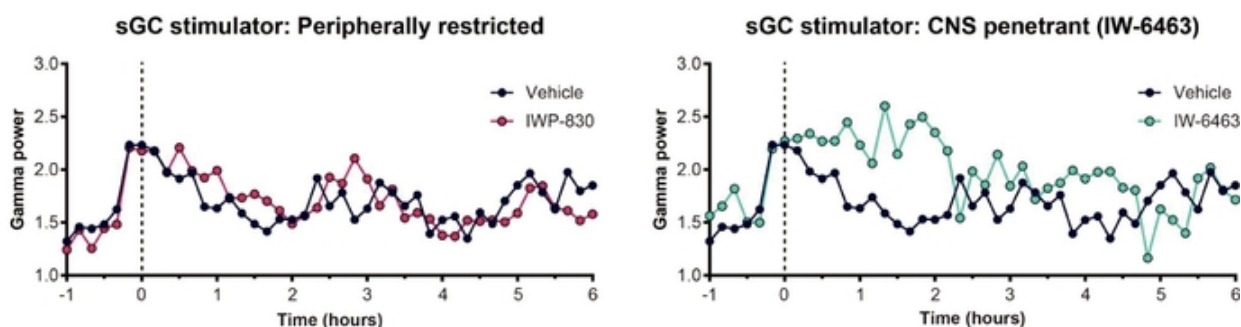 sGC stimulator: Peripherally restricted
Gamma power
3.0
2.5
2.0
1.5
1.0
Vehicle
IWP-830
-1 0 1 2 3 4 5 6
Time (hours)
sGC stimulator: CNS penetrant (IW-6463)
Gamma power
3.0
2.5
2.0
1.5
1.0
Vehicle
IW-6463
-1 0 1 2 3 4 5 6
Time (hours)